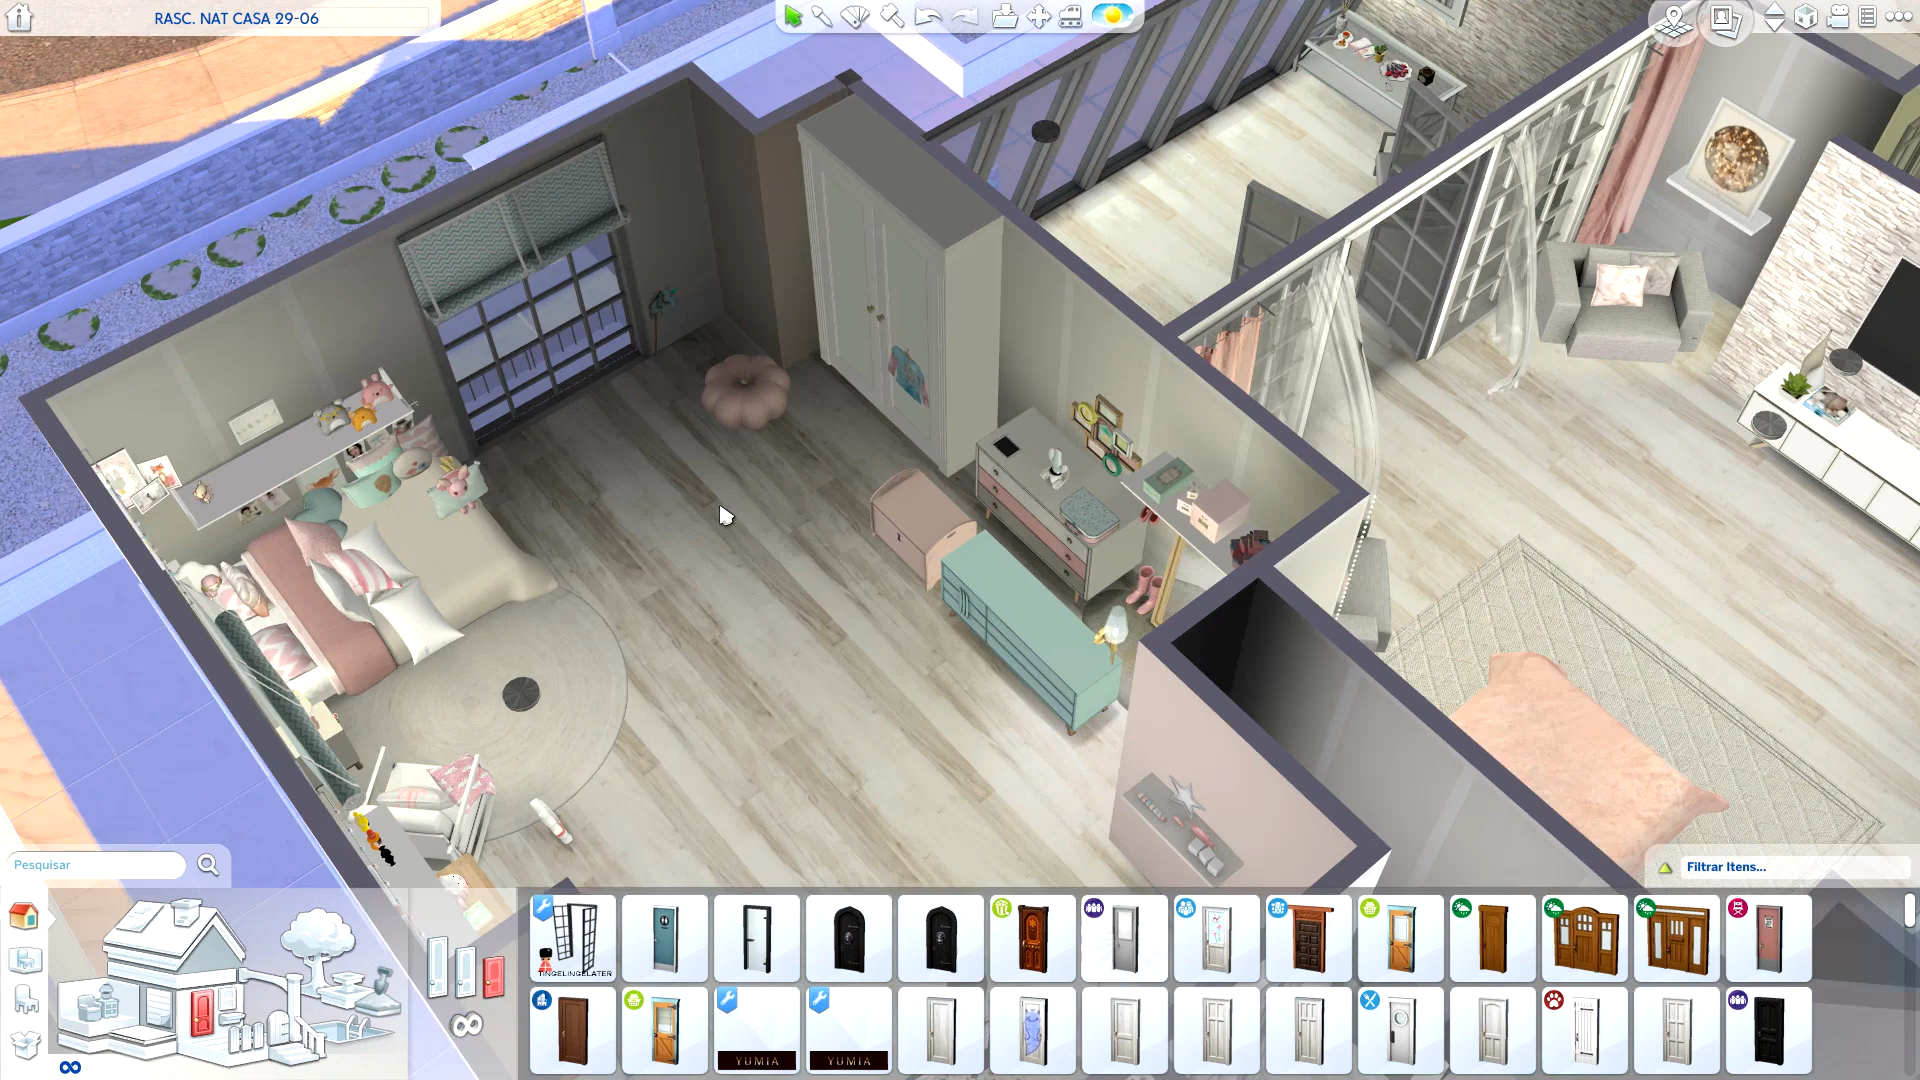 RASC. NAT CASA 29-06
Pesquisar
Filtrar Itens...
TINGELINGELATER
YUMIA
YUMIA